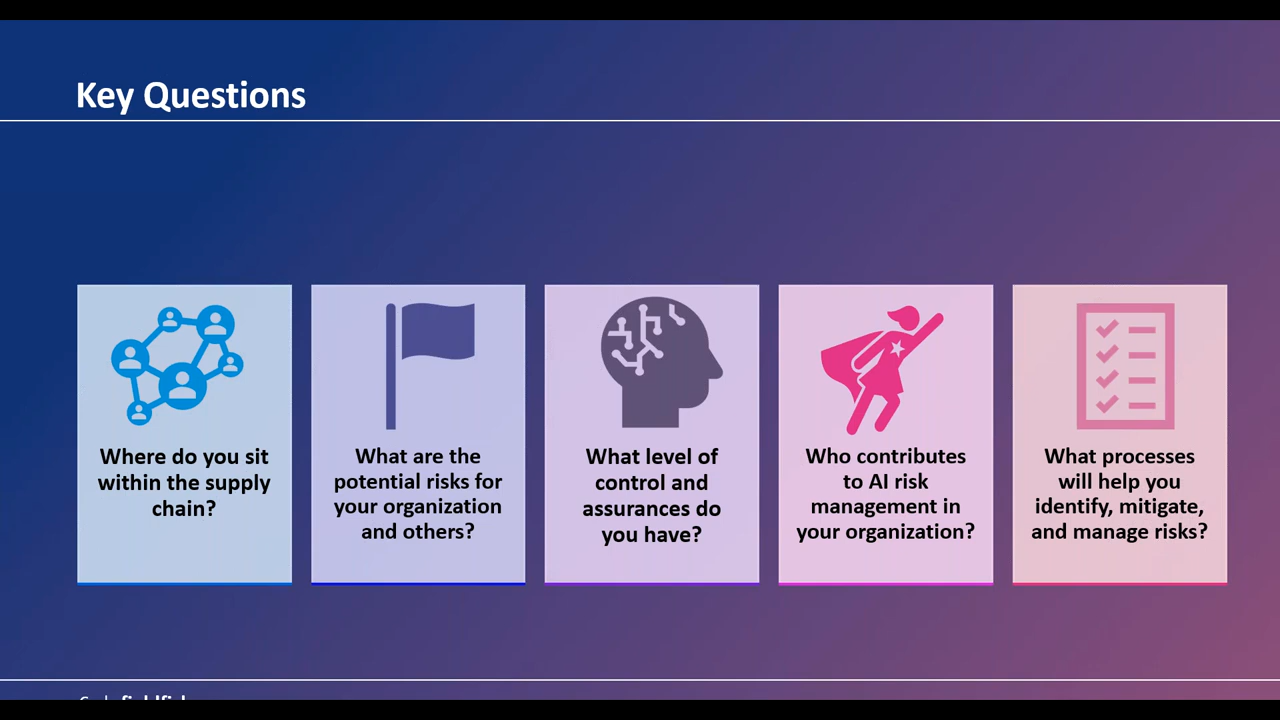 Key Questions
Where do you sit
within the supply
chain?
What are the
potential risks for
your organization
and others?
What level of
control and
assurances do
you have?
Who contributes
to AI risk
management in
your organization?
What processes
will help you
identify, mitigate,
and manage risks?